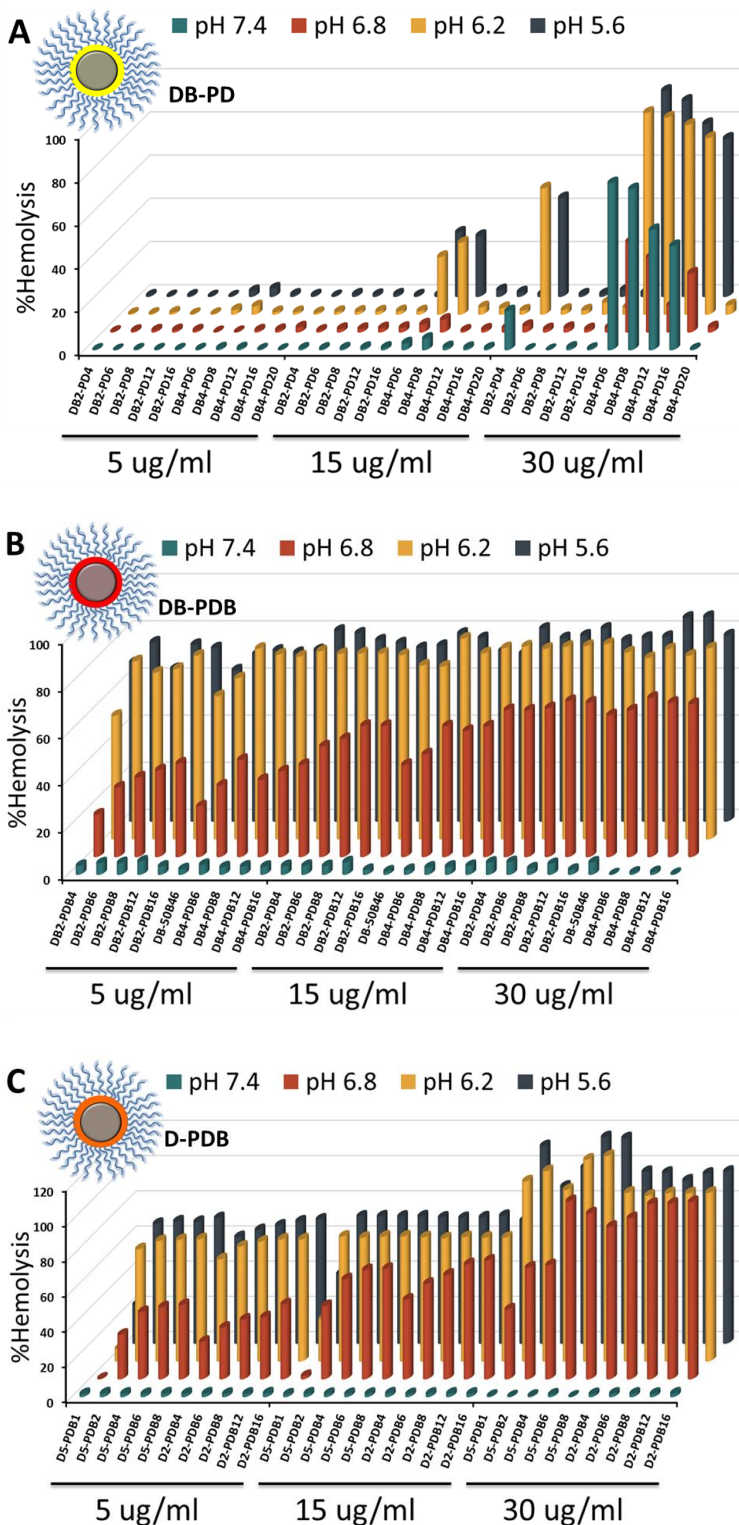 A
pH 7.4 pH 6.8 pH 6.2 pH 5.6
DB-PD
%Hemolysis
100
80
60
40
20
0
DB2-PD4
DB2-PD6
DB2-PD8
DB2-PD12
DB2-PD16
DB4-PD6
DB4-PD8
DB4-PD12
DB4-PD16
DB4-PD20
DB2-PD4
DB2-PD6
DB2-PD8
DB2-PD12
DB2-PD16
DB4-PD6
DB4-PD8
DB4-PD12
DB4-PD16
DB4-PD20
DB2-PD4
DB2-PD6
DB2-PD8
DB2-PD12
DB2-PD16
DB4-PD6
DB4-PD8
DB4-PD12
DB4-PD16
DB4-PD20
5 ug/ml 15 ug/ml 30 ug/ml
B
pH 7.4 pH 6.8 pH 6.2 pH 5.6
DB-PDB
%Hemolysis
100
80
60
40
20
0
DB2-PDB4
DB2-PDB6
DB2-PDB8
DB2-PDB12
DB2-PDB16
DB-50B46
DB4-PDB6
DB4-PDB8
DB4-PDB12
DB4-PDB16
DB2-PDB4
DB2-PDB6
DB2-PDB8
DB2-PDB12
DB2-PDB16
DB-50B46
DB4-PDB6
DB4-PDB8
DB4-PDB12
DB4-PDB16
DB2-PDB4
DB2-PDB6
DB2-PDB8
DB2-PDB12
DB2-PDB16
DB-50B46
DB4-PDB6
DB4-PDB8
DB4-PDB12
DB4-PDB16
5 ug/ml 15 ug/ml 30 ug/ml
C
pH 7.4 pH 6.8 pH 6.2 pH 5.6
D-PDB
%Hemolysis
120
100
80
60
40
20
0
D5-PDB1
D5-PDB2
D5-PDB4
D5-PDB6
D5-PDB8
D2-PDB4
D2-PDB6
D2-PDB8
D2-PDB12
D2-PDB16
D5-PDB1
D5-PDB2
D5-PDB4
D5-PDB6
D5-PDB8
D2-PDB4
D2-PDB6
D2-PDB8
D2-PDB12
D2-PDB16
D5-PDB1
D5-PDB2
D5-PDB4
D5-PDB6
D5-PDB8
D2-PDB4
D2-PDB6
D2-PDB8
D2-PDB12
D2-PDB16
5 ug/ml 15 ug/ml 30 ug/ml